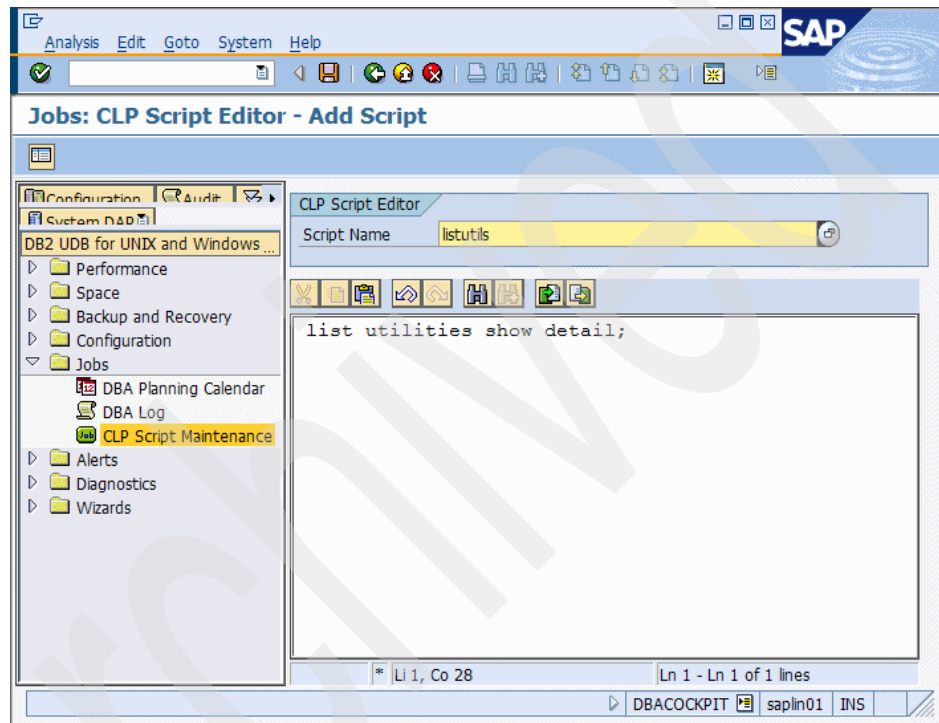 Analysis Edit Goto System Help
SAP
Jobs: CLP Script Editor - Add Script
Configuration Audit
System DAP
DB2 UDB for UNIX and Windows ...
Performance
Space
Backup and Recovery
Configuration
Jobs
12 DBA Planning Calendar
DBA Log
Job CLP Script Maintenance
Alerts
Diagnostics
Wizards
CLP Script Editor
Script Name listutils
list utilities show detail;
* Li 1, Co 28 Ln 1 - Ln 1 of 1 lines
DBACOCKPIT saplin01 INS